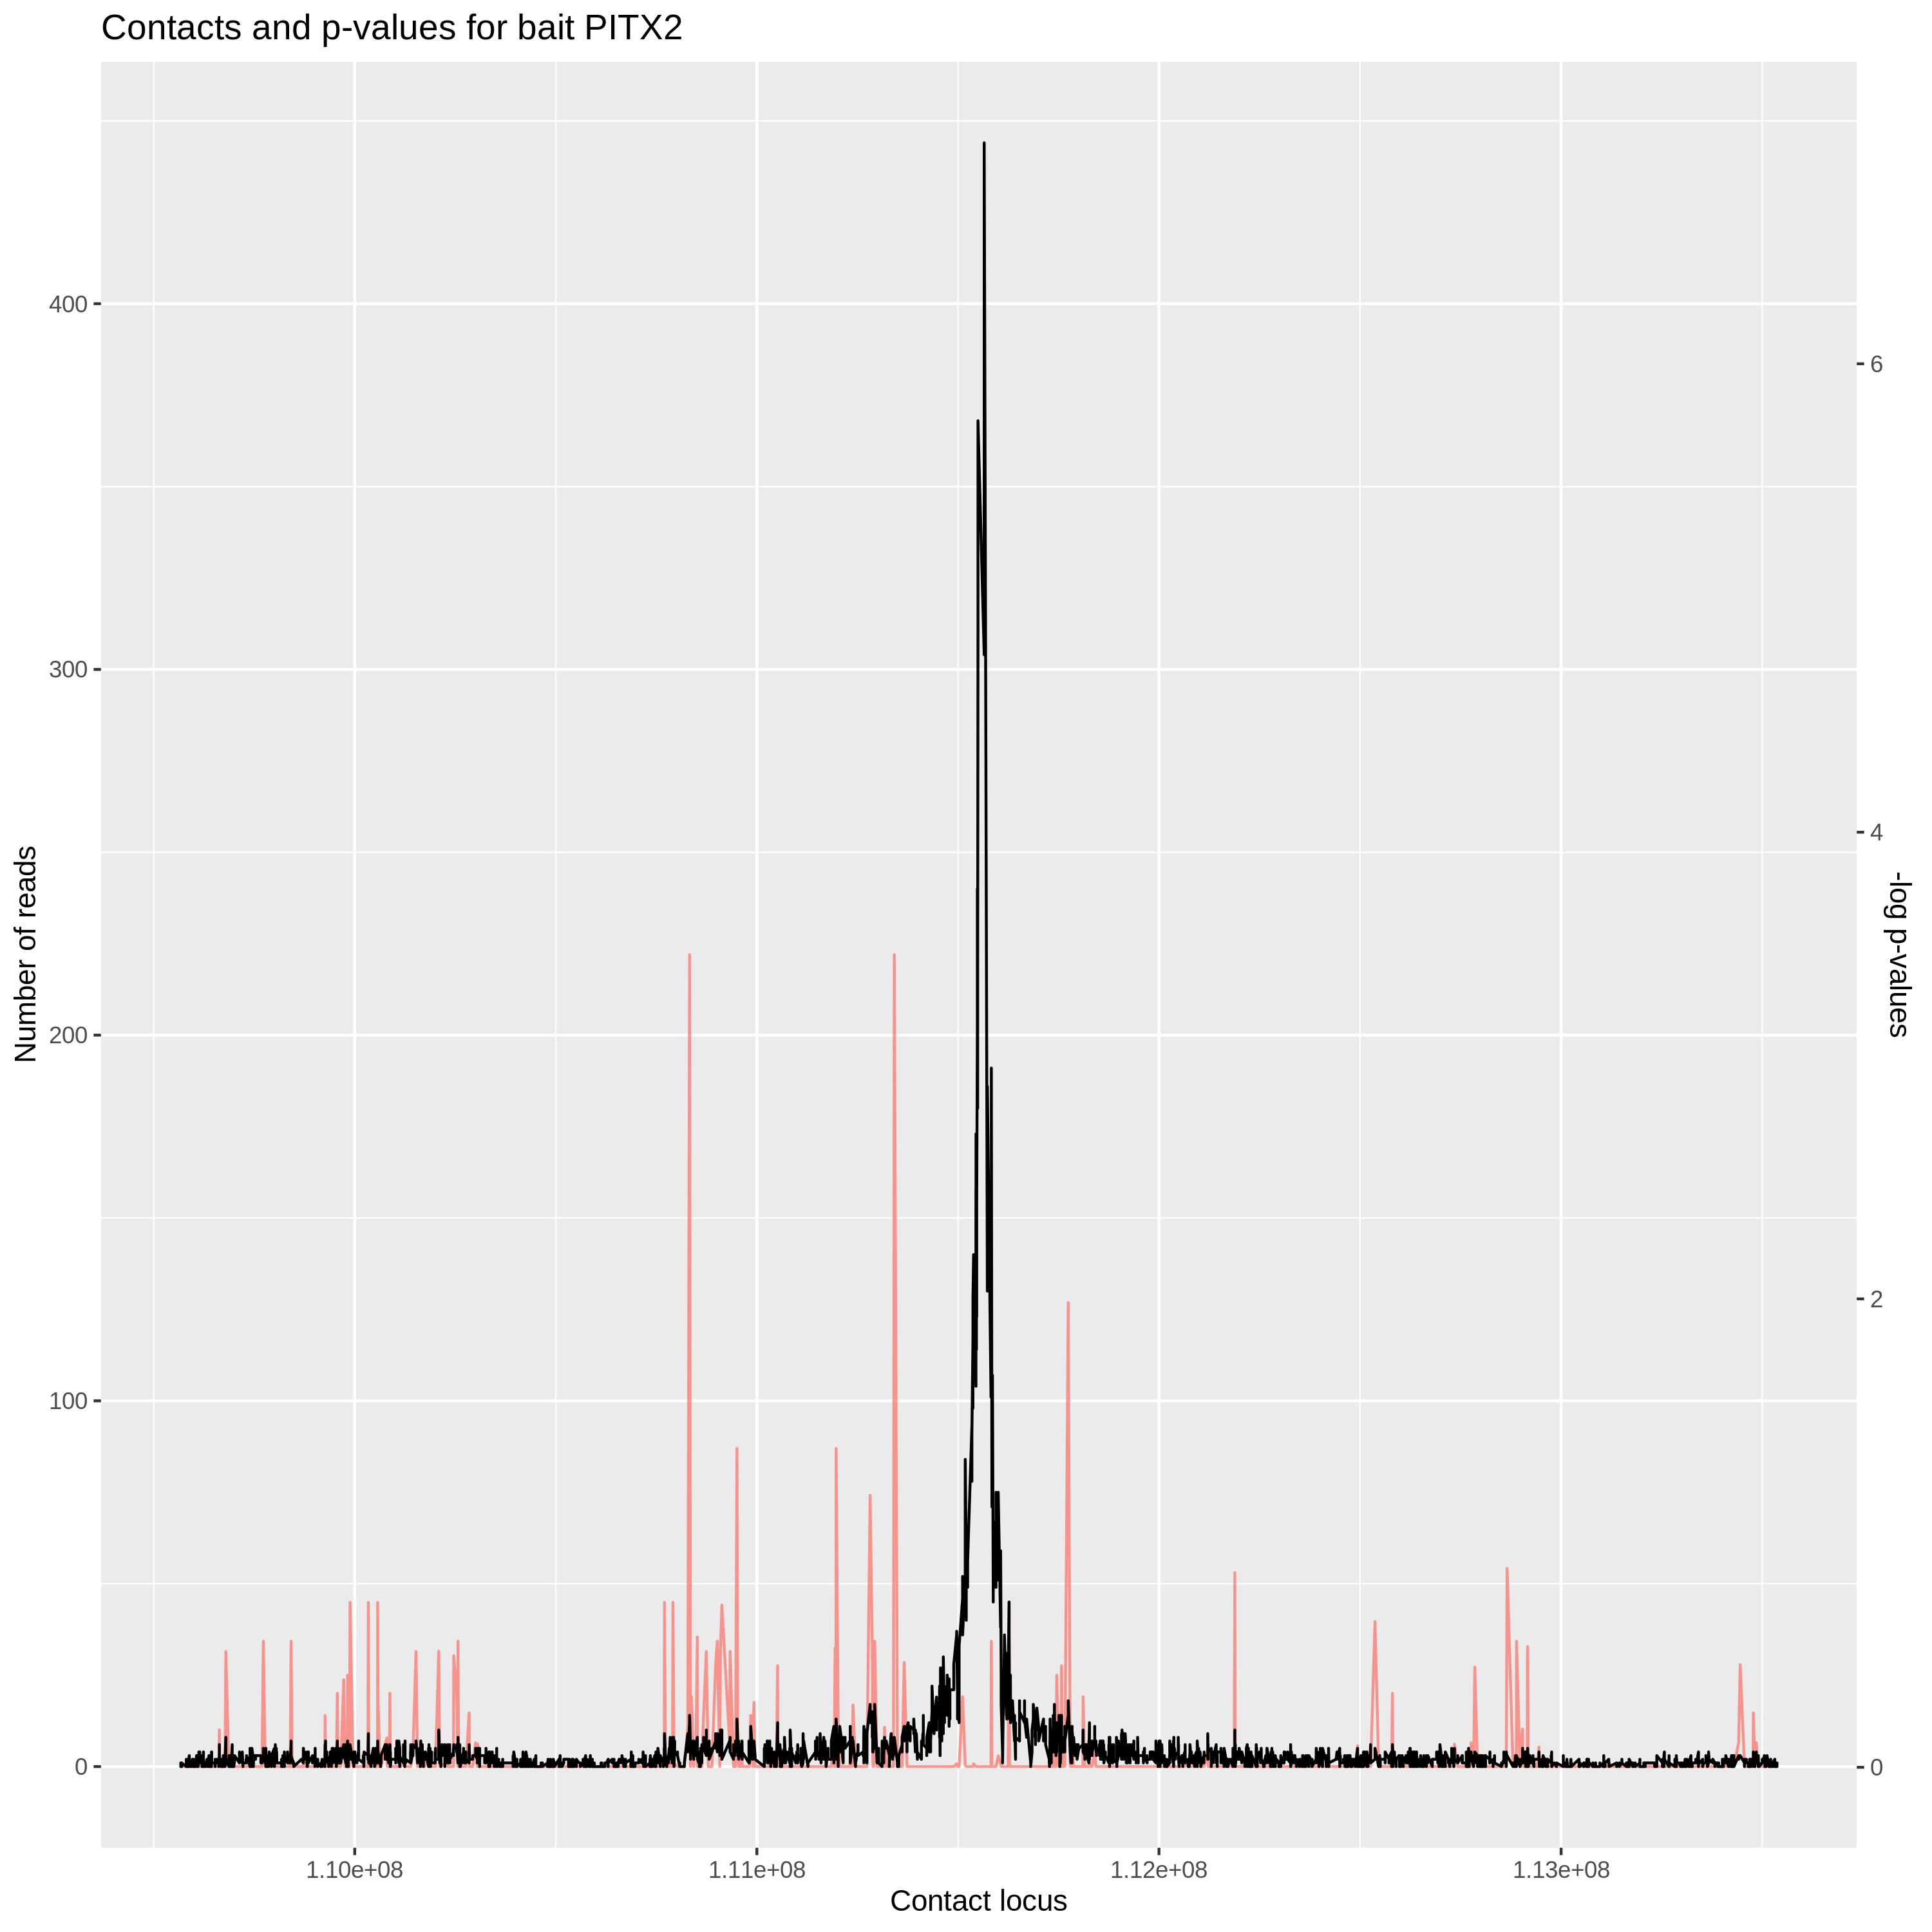 Contacts and p-values for bait PITX2
Number of reads
400
300
200
100
0
6
4
2
0
-log p-values
1.10e+08
1.11e+08
1.12e+08
1.13e+08
Contact locus